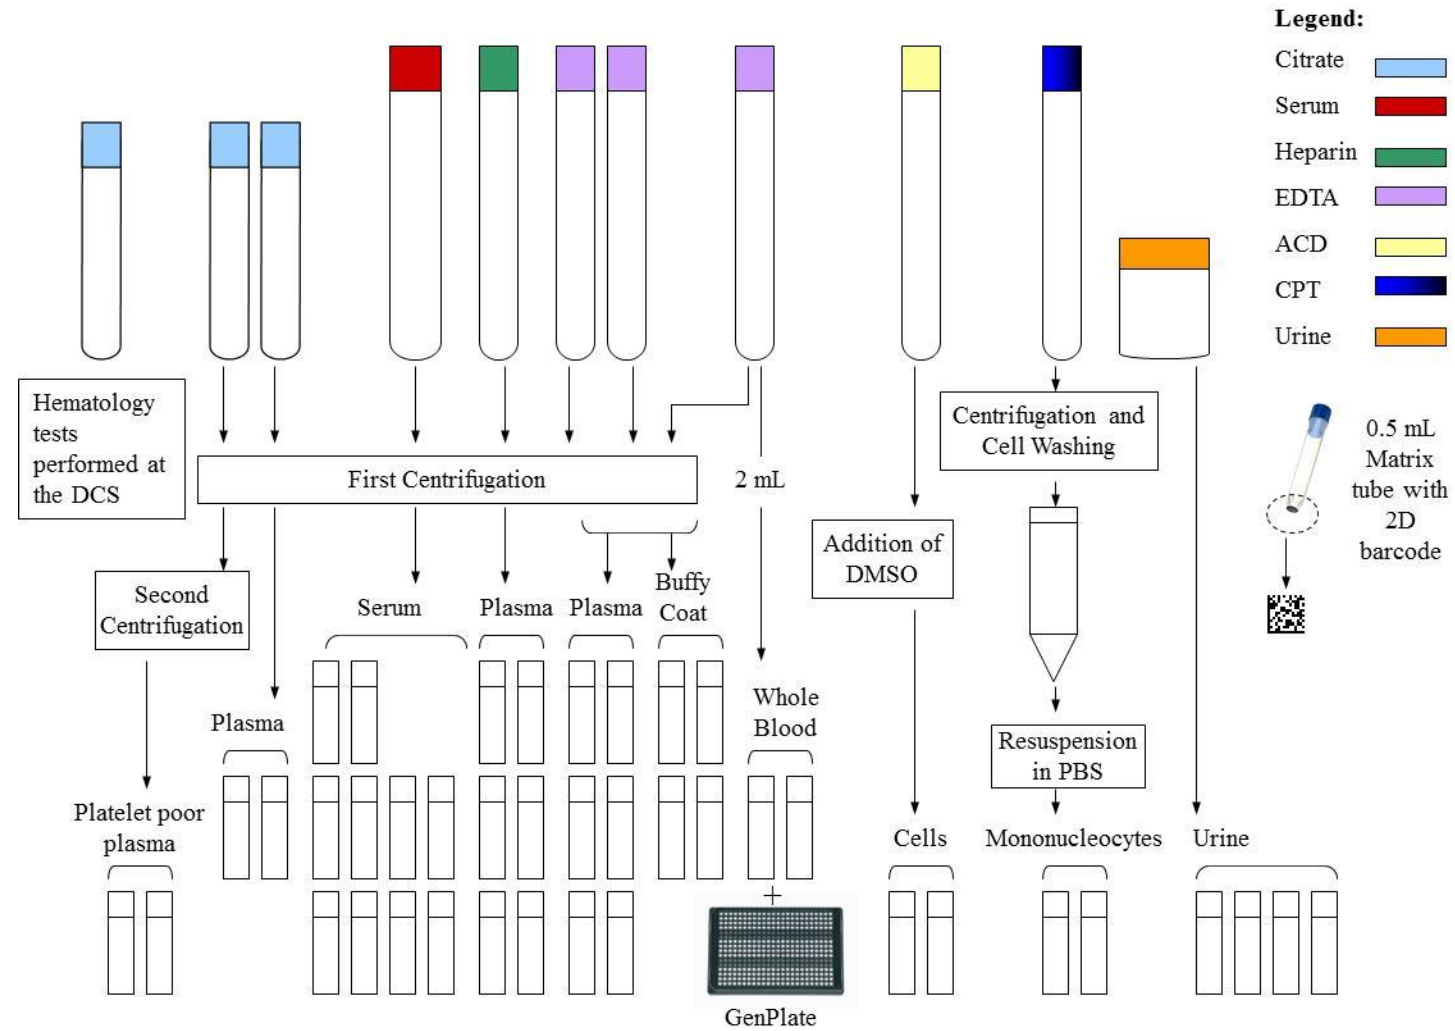 Legend:
Citrate
Serum
Heparin
EDTA
ACD
CPT
Urine
0.5 mL
Matrix
tube with
2D
barcode
Hematology
tests
performed at
the DCS
First Centrifugation
2 mL
Centrifugation and
Cell Washing
Addition of
DMSO
Second
Centrifugation
Serum
Plasma
Plasma
Buffy
Coat
Plasma
Whole
Blood
Resuspension
in PBS
Platelet poor
plasma
Cells
Mononucleocytes
Urine
+
GenPlate